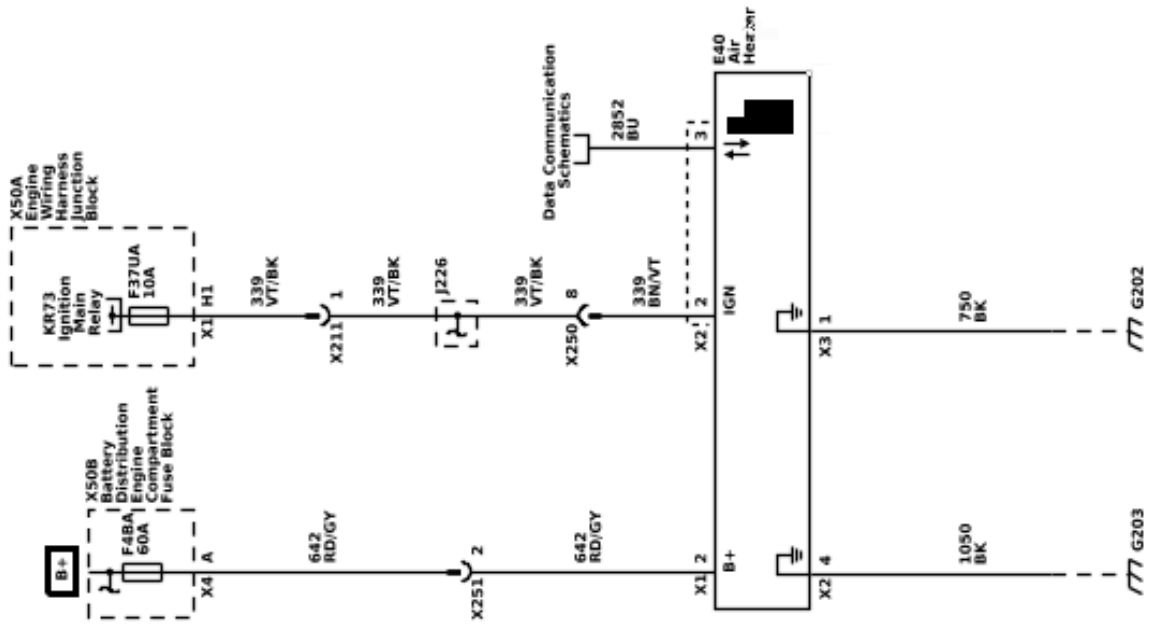 E40
Air
Heater
Data Communication
Schematics
2852
BU
3
X50A
Engine
Wiring
Harness
Junction
Block
KR73
Ignition
Main
Relay
F37UA
10A
X1
H1
339
VT/BK
X211
1
339
VT/BK
J226
339
VT/BK
X250
8
339
BN/VT
X2
2
IGN
X3
1
750
BK
G202
X50B
Battery
Distribution
Engine
Compartment
Fuse Block
B+
F48A
60A
X4
A
642
RD/GY
X251
2
642
RD/GY
X1
2
B+
X2
4
1050
BK
G203